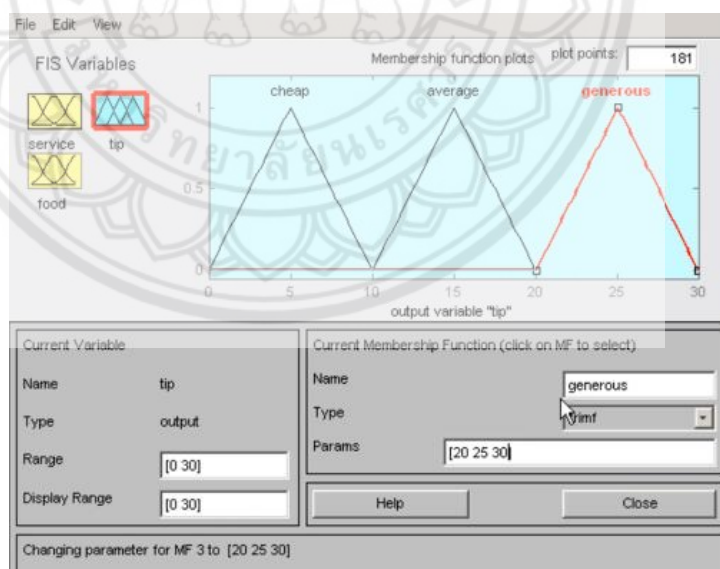 File Edit View
FIS Variables
Membership function plots plot points: 181
service tip
food
cheap average generous
1
0.5
0
0 5 10 15 20 25 30
output variable "tip"
Current Variable
Name tip
Type output
Range [0 30]
Display Range [0 30]
Current Membership Function (click on MF to select)
Name generous
Type trimf
Params [20 25 30]
Help Close
Changing parameter for MF 3 to [20 25 30]